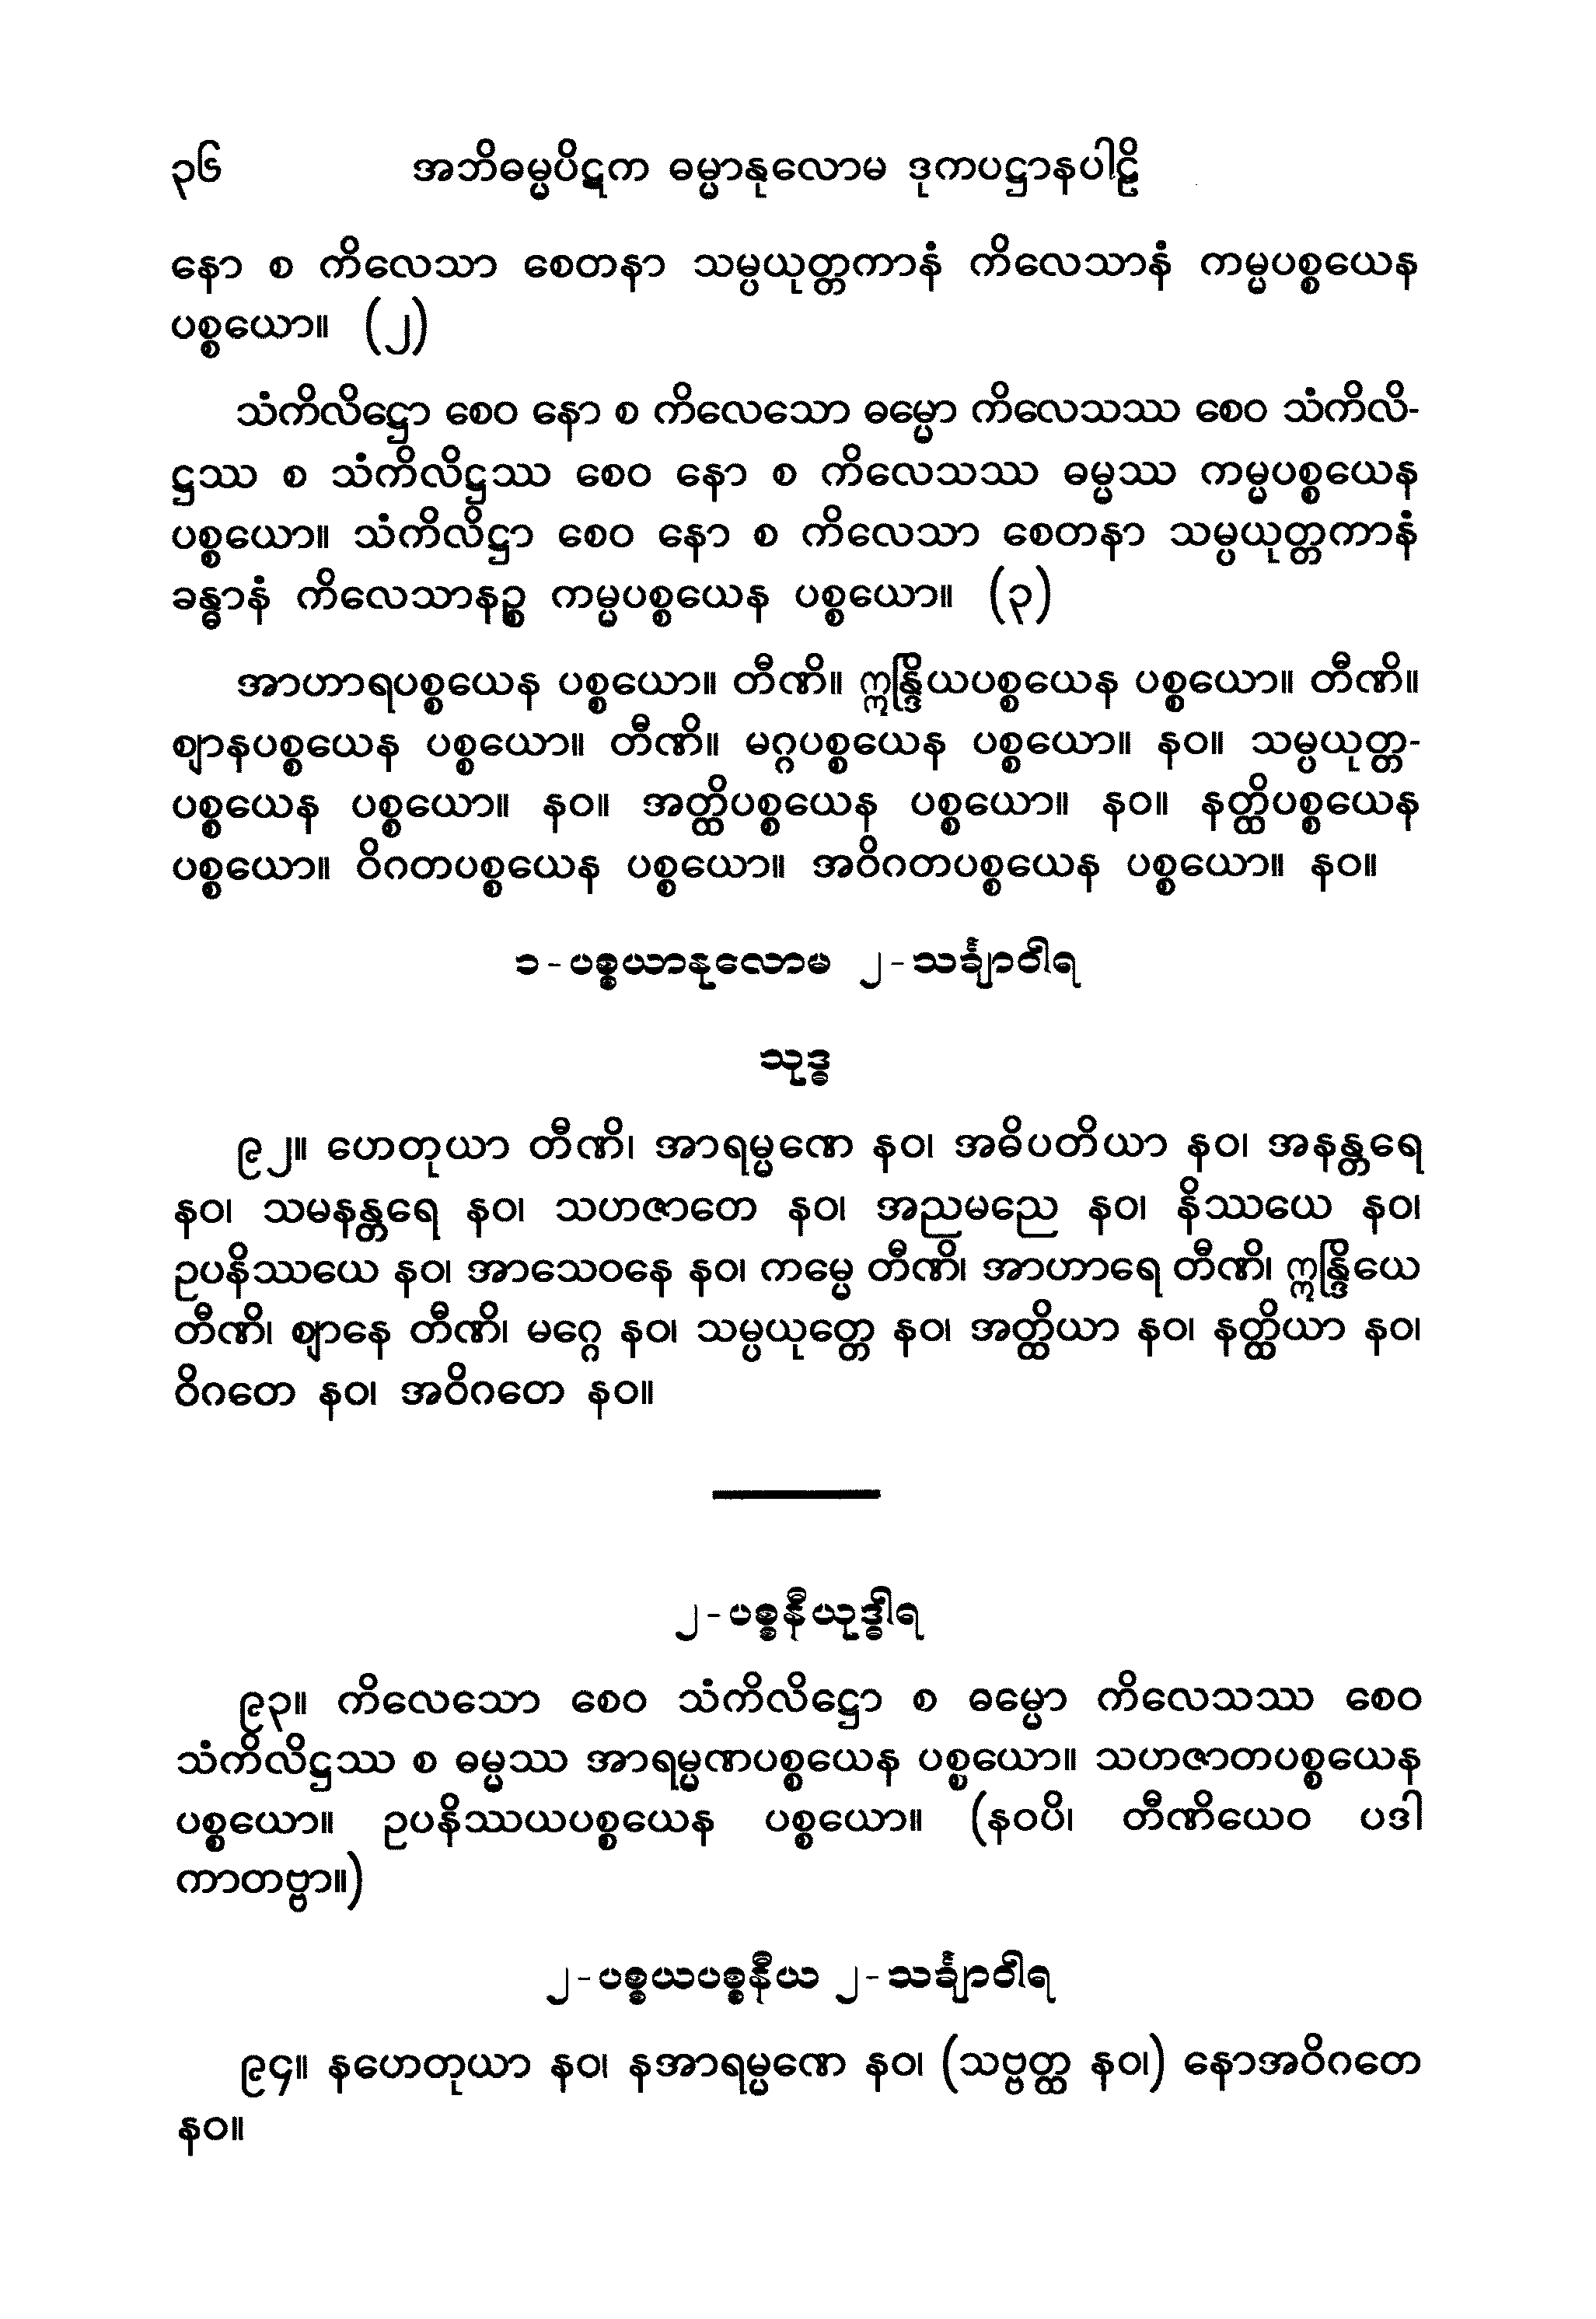 ၃၆ အဘိဓမ္မပိဋက ဓမ္မာနုလောမ ဒုကပဋ္ဌာနပါဠိ
နော စ ကိလေသာ စေတနာ သမ္ပယုတ္တကာနံ ကိလေသာနံ ကမ္မပစ္စယေန
ပစ္စယော။ (၂)
သံကိလိဋ္ဌော စေဝ နော စ ကိလေသော ဓမ္မော ကိလေသဿ စေဝ သံကိလိ-
ဋ္ဌဿ စ သံကိလိဋ္ဌဿ စေဝ နော စ ကိလေသဿ ဓမ္မဿ ကမ္မပစ္စယေန
ပစ္စယော။ သံကိလိဋ္ဌာ စေဝ နော စ ကိလေသာ စေတနာ သမ္ပယုတ္တကာနံ
ခန္ဓာနံ ကိလေသာနဉ္စ ကမ္မပစ္စယေန ပစ္စယော။ (၃)
အာဟာရပစ္စယေန ပစ္စယော။ တီဏိ။ ဣန္ဒြိယပစ္စယေန ပစ္စယော။ တီဏိ။
ဈာနပစ္စယေန ပစ္စယော။ တီဏိ။ မဂ္ဂပစ္စယေန ပစ္စယော။ နဝ။ သမ္ပယုတ္တ-
ပစ္စယေန ပစ္စယော။ နဝ။ အတ္ထိပစ္စယေန ပစ္စယော။ နဝ။ နတ္ထိပစ္စယေန
ပစ္စယော။ ဝိဂတပစ္စယေန ပစ္စယော။ အဝိဂတပစ္စယေန ပစ္စယော။ နဝ။
၁-ပစ္စယာနုလောမ ၂-သင်္ချာဝါရ
သုဒ္ဓ
၉၂။ ဟေတုယာ တီဏိ၊ အာရမ္မဏေ နဝ၊ အဓိပတိယာ နဝ၊ အနန္တရေ
နဝ၊ သမနန္တရေ နဝ၊ သဟဇာတေ နဝ၊ အညမညေ နဝ၊ နိဿယေ နဝ၊
ဥပနိဿယေ နဝ၊ အာသေဝနေ နဝ၊ ကမ္မေ တီဏိ၊ အာဟာရေ တီဏိ၊ ဣန္ဒြိယေ
တီဏိ၊ ဈာနေ တီဏိ၊ မဂ္ဂေ နဝ၊ သမ္ပယုတ္တေ နဝ၊ အတ္ထိယာ နဝ၊ နတ္ထိယာ နဝ၊
ဝိဂတေ နဝ၊ အဝိဂတေ နဝ။
၂-ပစ္စနီယုဒ္ဓါရ
၉၃။ ကိလေသော စေဝ သံကိလိဋ္ဌော စ ဓမ္မော ကိလေသဿ စေဝ
သံကိလိဋ္ဌဿ စ ဓမ္မဿ အာရမ္မဏပစ္စယေန ပစ္စယော။ သဟဇာတပစ္စယေန
ပစ္စယော။ ဥပနိဿယပစ္စယေန ပစ္စယော။ (နဝပိ၊ တီဏိယေဝ ပဒါ
ကာတဗ္ဗာ။)
၂-ပစ္စယပစ္စနီယ ၂-သင်္ချာဝါရ
၉၄။ နဟေတုယာ နဝ၊ နအာရမ္မဏေ နဝ၊ (သဗ္ဗတ္ထ နဝ၊) နောအဝိဂတေ
နဝ။